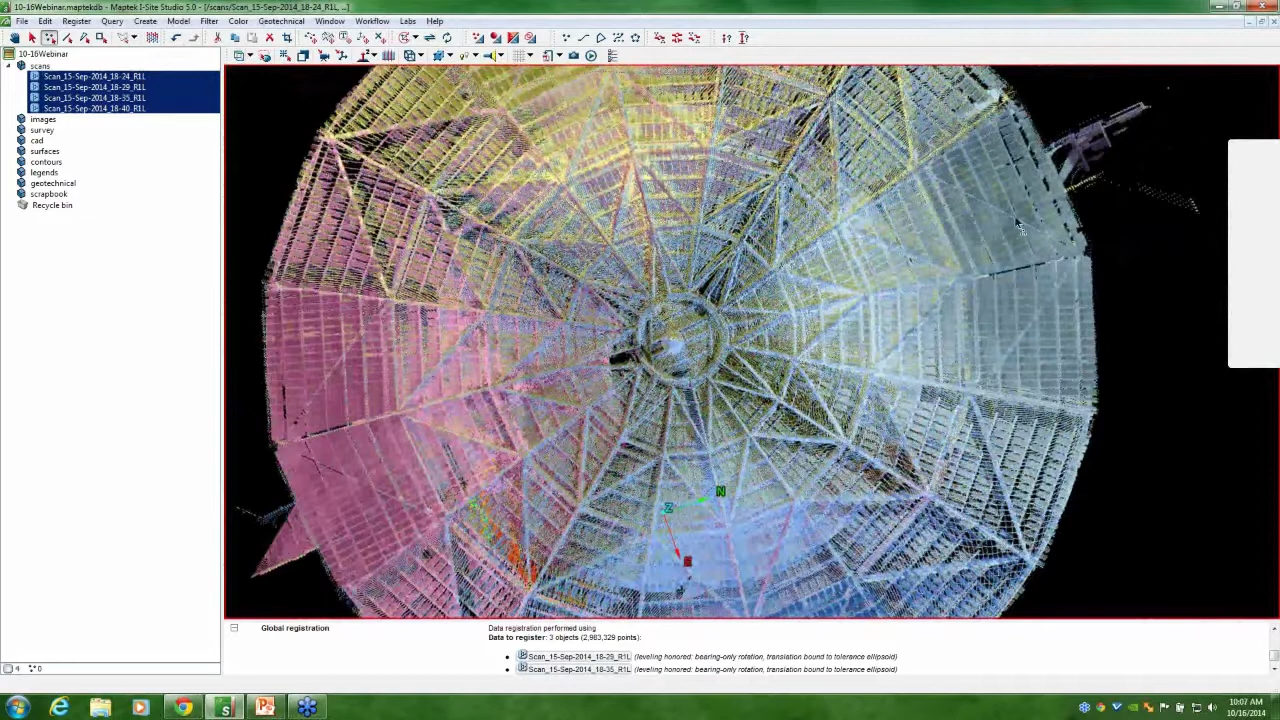 10-16Webinar.maptekdb - Maptek I-Site Studio 5.0 - [/scans/Scan_15-Sep-2014_18-24_R1L, ...]
File Edit Register Query Create Model Filter Color Geotechnical Window Workflow Labs Help
10-16Webinar
scans
Scan_15-Sep-2014_18-24_R1L
Scan_15-Sep-2014_18-29_R1L
Scan_15-Sep-2014_18-35_R1L
Scan_15-Sep-2014_18-40_R1L
images
survey
cad
surfaces
contours
legends
geotechnical
scrapbook
Recycle bin
N
Z
E
Global registration
Data registration performed using
Data to register: 3 objects (2,983,329 points):
Scan_15-Sep-2014_18-29_R1L (leveling honored: bearing-only rotation, translation bound to tolerance ellipsoid)
Scan_15-Sep-2014_18-35_R1L (leveling honored: bearing-only rotation, translation bound to tolerance ellipsoid)
4 0
10:07 AM
10/16/2014